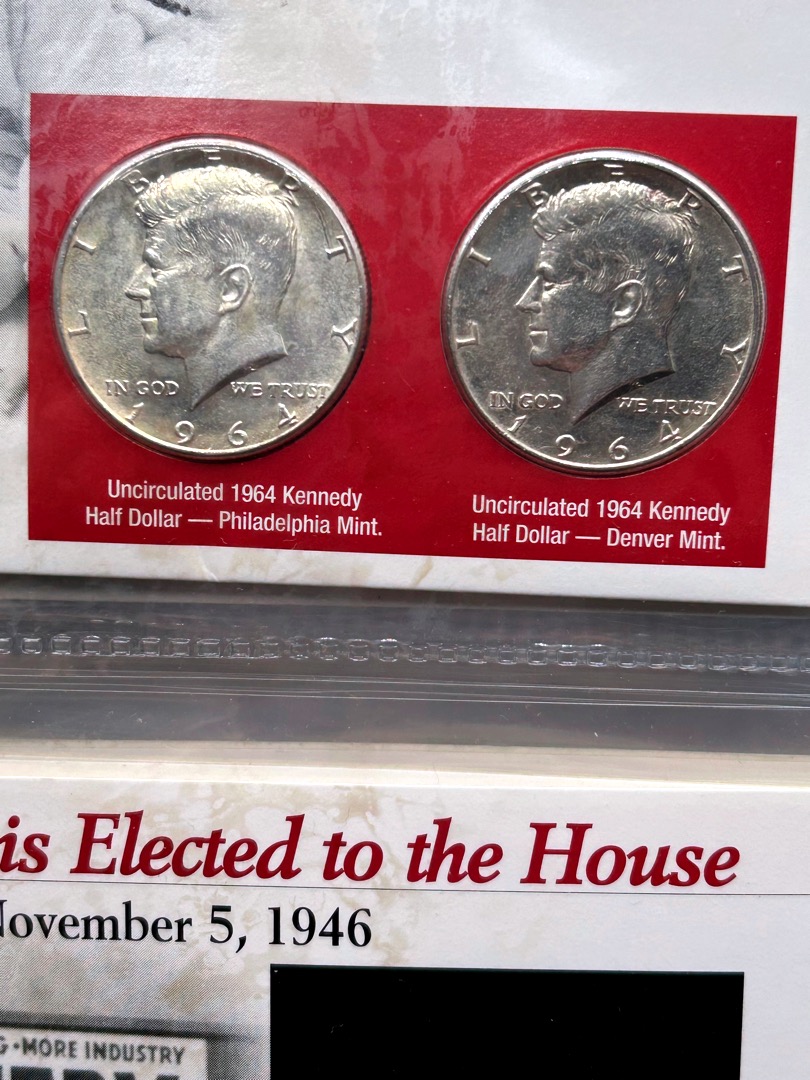 LIBERTY
IN GOD WE TRUST
1964
LIBERTY
IN GOD WE TRUST
1964
Uncirculated 1964 Kennedy
Half Dollar — Philadelphia Mint.
Uncirculated 1964 Kennedy
Half Dollar — Denver Mint.
is Elected to the House
November 5, 1946
G • MORE INDUSTRY